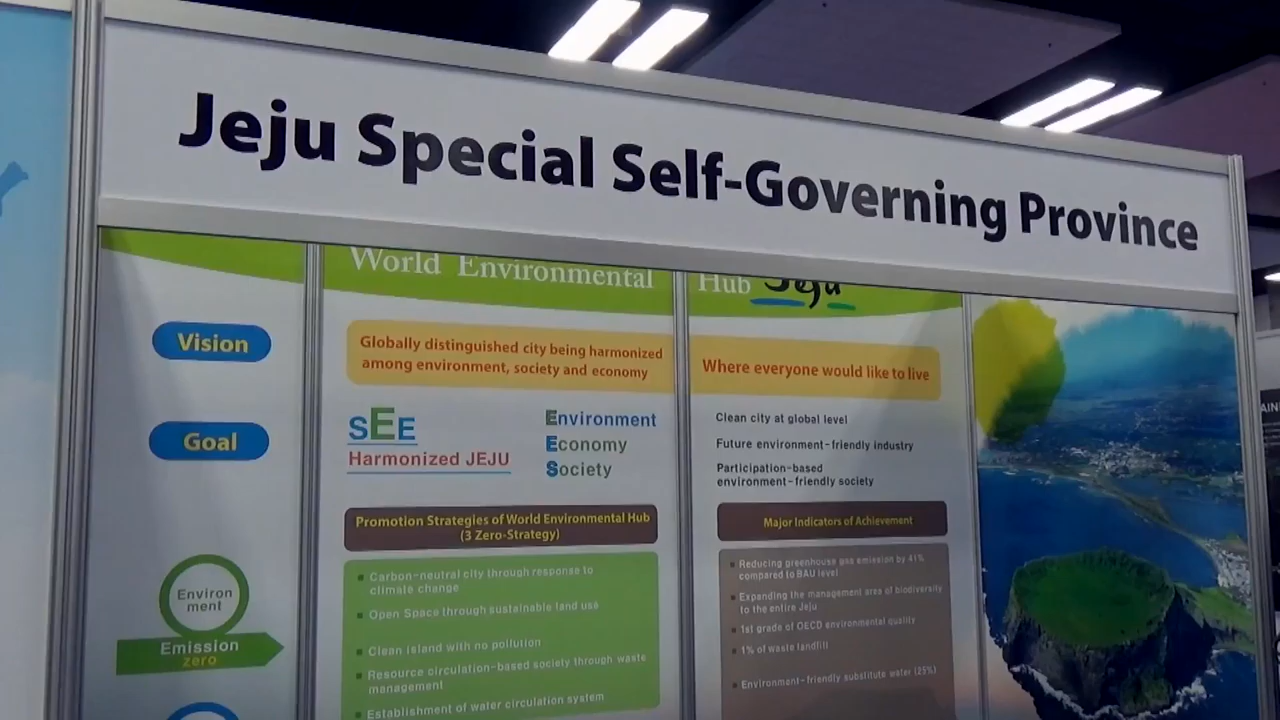 Jeju Special Self-Governing Province
World Environmental Hub Jeju
Vision
Globally distinguished city being harmonized
among environment, society and economy
Where everyone would like to live
Goal
SEE
Harmonized JEJU
Environment
Economy
Society
Clean city at global level
Future environment-friendly industry
Participation-based
environment-friendly society
Promotion Strategies of World Environmental Hub
(3 Zero-Strategy)
Major Indicators of Achievement
Environ
ment
Emission
zero
Carbon-neutral city through response to
climate change
Open Space through sustainable land use
Clean island with no pollution
Resource circulation-based society through waste
management
Establishment of water circulation system
Reducing greenhouse gas emission by 41%
compared to BAU level
Expanding the management area of biodiversity
to the entire Jeju
1st grade of OECD environmental quality
1% of waste landfill
Environment-friendly substitute water (25%)